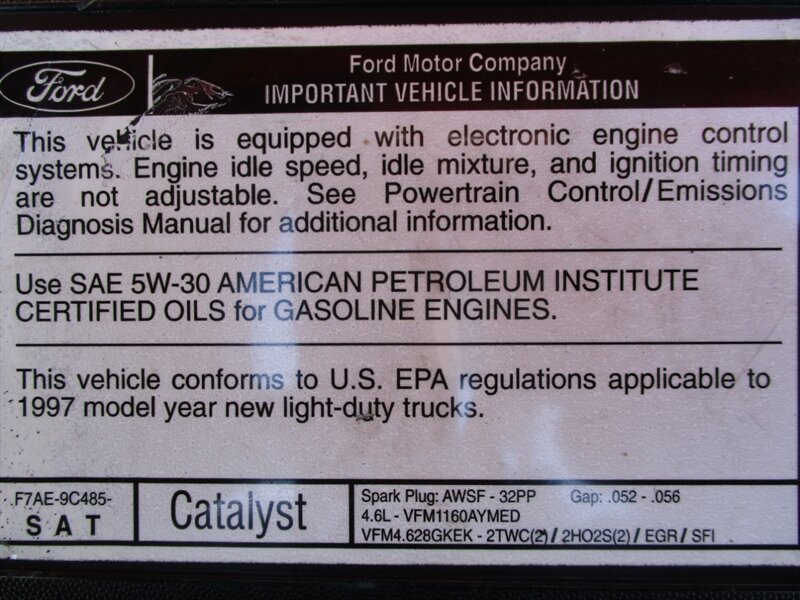 Ford
Ford Motor Company
IMPORTANT VEHICLE INFORMATION
This vehicle is equipped with electronic engine control
systems. Engine idle speed, idle mixture, and ignition timing
are not adjustable. See Powertrain Control/Emissions
Diagnosis Manual for additional information.
Use SAE 5W-30 AMERICAN PETROLEUM INSTITUTE
CERTIFIED OILS for GASOLINE ENGINES.
This vehicle conforms to U.S. EPA regulations applicable to
1997 model year new light-duty trucks.
F7AE-9C485-
SAT
Catalyst
Spark Plug: AWSF - 32PP Gap: .052 - .056
4.6L - VFM1160AYMED
VFM4.628GKEK - 2TWC(2) / 2HO2S(2) / EGR / SFI